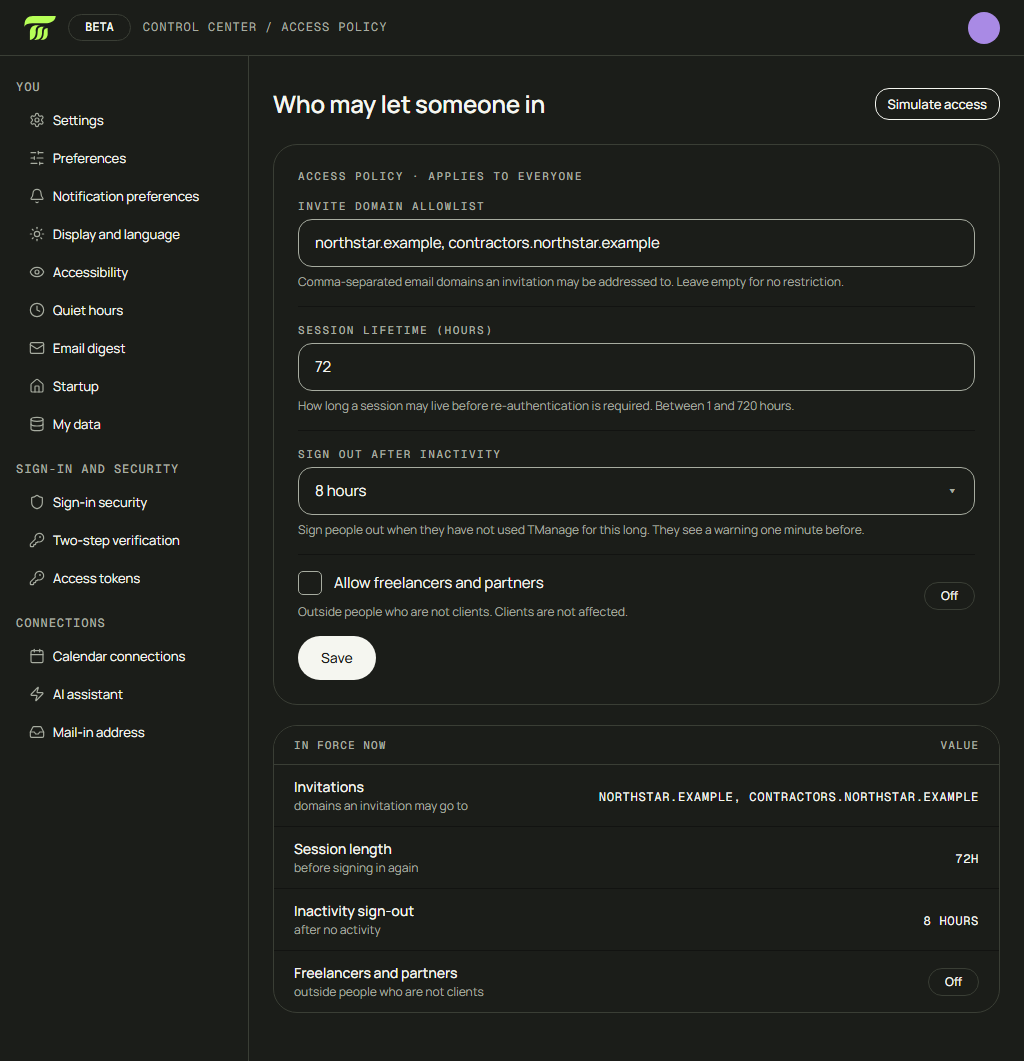 BETA
CONTROL CENTER / ACCESS POLICY
YOU
Settings
Preferences
Notification preferences
Display and language
Accessibility
Quiet hours
Email digest
Startup
My data
SIGN-IN AND SECURITY
Sign-in security
Two-step verification
Access tokens
CONNECTIONS
Calendar connections
AI assistant
Mail-in address
Who may let someone in
Simulate access
ACCESS POLICY · APPLIES TO EVERYONE
INVITE DOMAIN ALLOWLIST
northstar.example, contractors.northstar.example
Comma-separated email domains an invitation may be addressed to. Leave empty for no restriction.
SESSION LIFETIME (HOURS)
72
How long a session may live before re-authentication is required. Between 1 and 720 hours.
SIGN OUT AFTER INACTIVITY
8 hours
Sign people out when they have not used TManage for this long. They see a warning one minute before.
Allow freelancers and partners
Off
Outside people who are not clients. Clients are not affected.
Save
IN FORCE NOW
VALUE
Invitations
domains an invitation may go to
NORTHSTAR.EXAMPLE, CONTRACTORS.NORTHSTAR.EXAMPLE
Session length
before signing in again
72H
Inactivity sign-out
after no activity
8 HOURS
Freelancers and partners
outside people who are not clients
Off